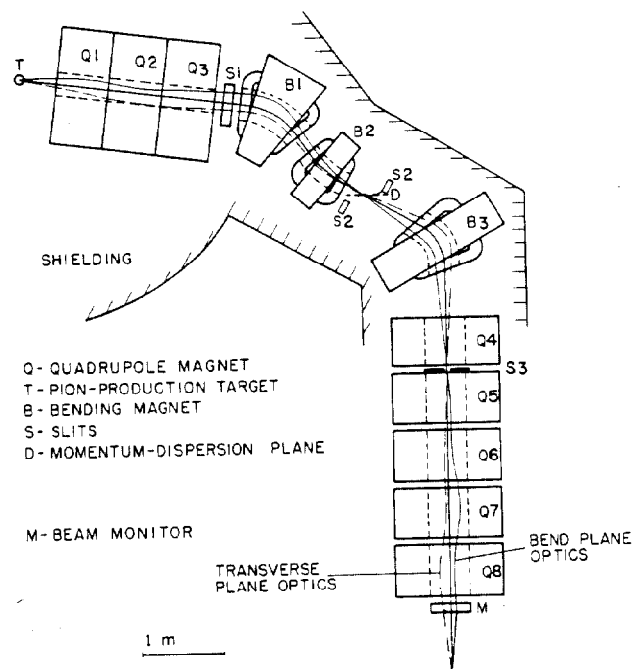 T
Q1
Q2
Q3
S1
B1
B2
S2
D
S2
B3
SHIELDING
Q4
S3
Q5
Q6
Q7
Q8
M
Q- QUADRUPOLE MAGNET
T- PION-PRODUCTION TARGET
B- BENDING MAGNET
S- SLITS
D- MOMENTUM-DISPERSION PLANE
M- BEAM MONITOR
BEND PLANE
OPTICS
TRANSVERSE
PLANE OPTICS
1 m